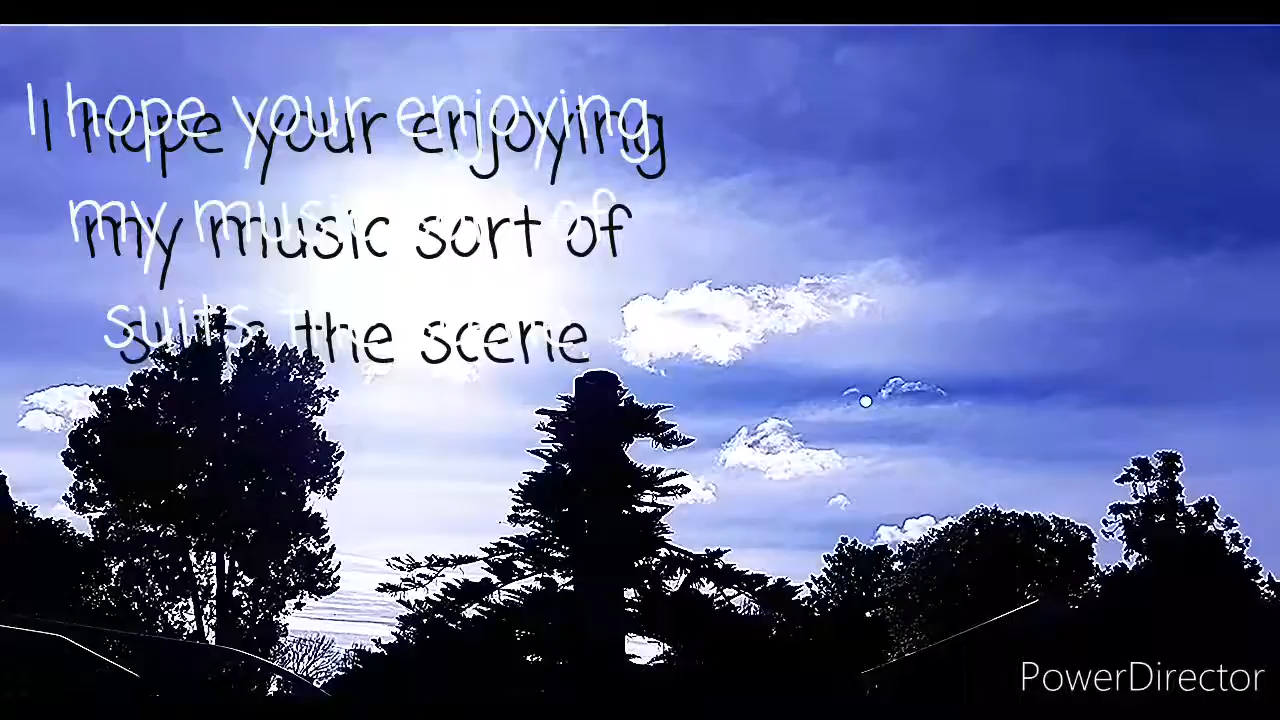 I hope your enjoying
my music sort of
suits the scene
PowerDirector